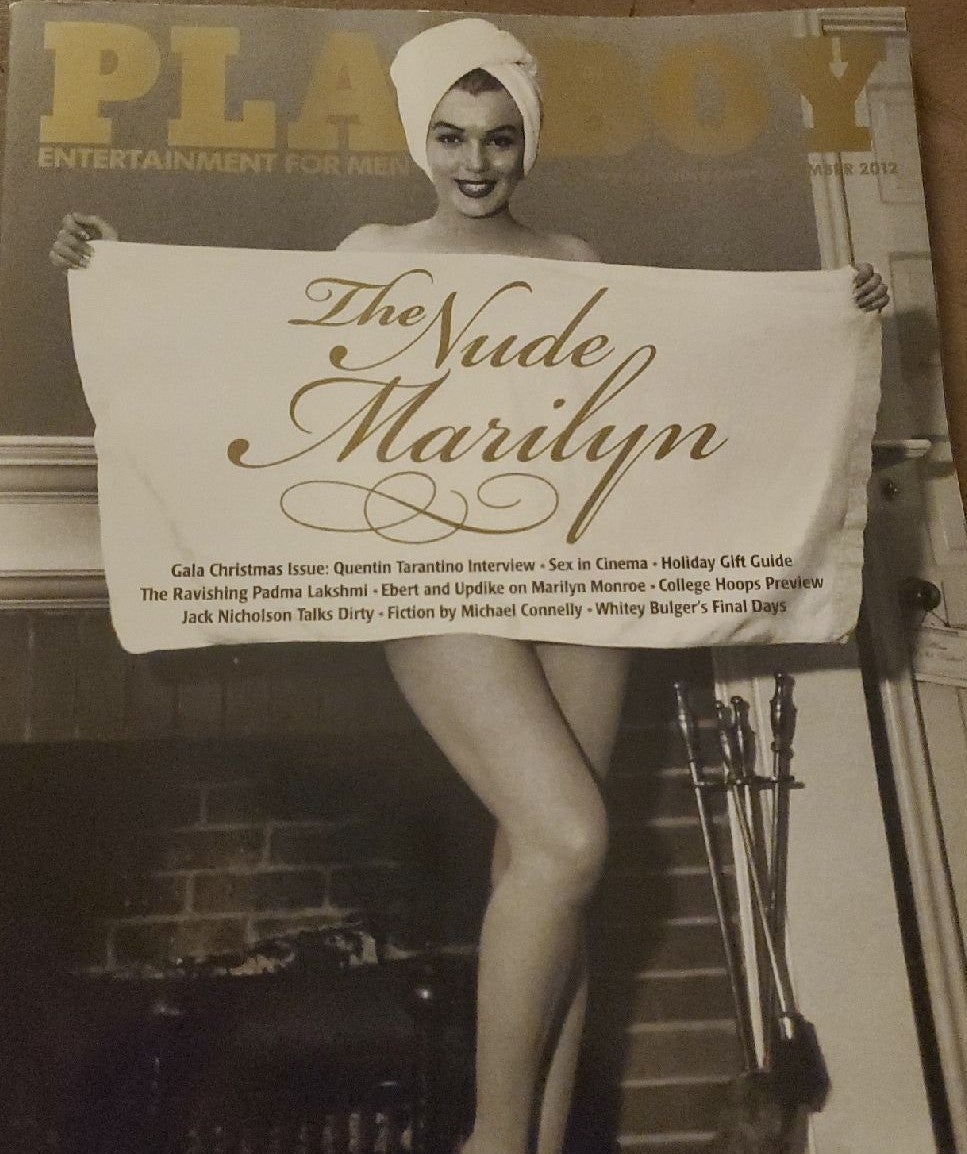 PLAYBOY
ENTERTAINMENT FOR MEN
2012
The Nude
Marilyn
Gala Christmas Issue: Quentin Tarantino Interview • Sex in Cinema • Holiday Gift Guide
The Ravishing Padma Lakshmi • Ebert and Updike on Marilyn Monroe • College Hoops Preview
Jack Nicholson Talks Dirty • Fiction by Michael Connelly • Whitey Bulger's Final Days